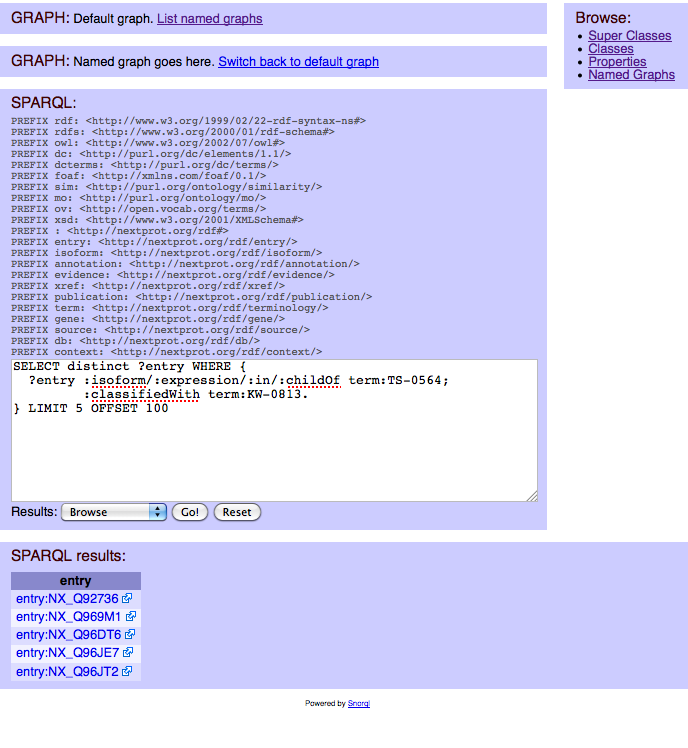 GRAPH: Default graph. List named graphs
Browse:
• Super Classes
• Classes
• Properties
• Named Graphs
GRAPH: Named graph goes here. Switch back to default graph
SPARQL:
PREFIX rdf: <http://www.w3.org/1999/02/22-rdf-syntax-ns#>
PREFIX rdfs: <http://www.w3.org/2000/01/rdf-schema#>
PREFIX owl: <http://www.w3.org/2002/07/owl#>
PREFIX dc: <http://purl.org/dc/elements/1.1/>
PREFIX dcterms: <http://purl.org/dc/terms/>
PREFIX foaf: <http://xmlns.com/foaf/0.1/>
PREFIX sim: <http://purl.org/ontology/similarity/>
PREFIX mo: <http://purl.org/ontology/mo/>
PREFIX ov: <http://open.vocab.org/terms/>
PREFIX xsd: <http://www.w3.org/2001/XMLSchema#>
PREFIX : <http://nextprot.org/rdf#>
PREFIX entry: <http://nextprot.org/rdf/entry/>
PREFIX isoform: <http://nextprot.org/rdf/isoform/>
PREFIX annotation: <http://nextprot.org/rdf/annotation/>
PREFIX evidence: <http://nextprot.org/rdf/evidence/>
PREFIX xref: <http://nextprot.org/rdf/xref/>
PREFIX publication: <http://nextprot.org/rdf/publication/>
PREFIX term: <http://nextprot.org/rdf/terminology/>
PREFIX gene: <http://nextprot.org/rdf/gene/>
PREFIX source: <http://nextprot.org/rdf/source/>
PREFIX db: <http://nextprot.org/rdf/db/>
PREFIX context: <http://nextprot.org/rdf/context/>
SELECT distinct ?entry WHERE {
?entry :isoform/:expression/:in/:childOf term:TS-0564;
:classifiedWith term:KW-0813.
} LIMIT 5 OFFSET 100
Results: Browse Go! Reset
SPARQL results:
entry
entry:NX_Q92736
entry:NX_Q969M1
entry:NX_Q96DT6
entry:NX_Q96JE7
entry:NX_Q96JT2
Powered by Snorql